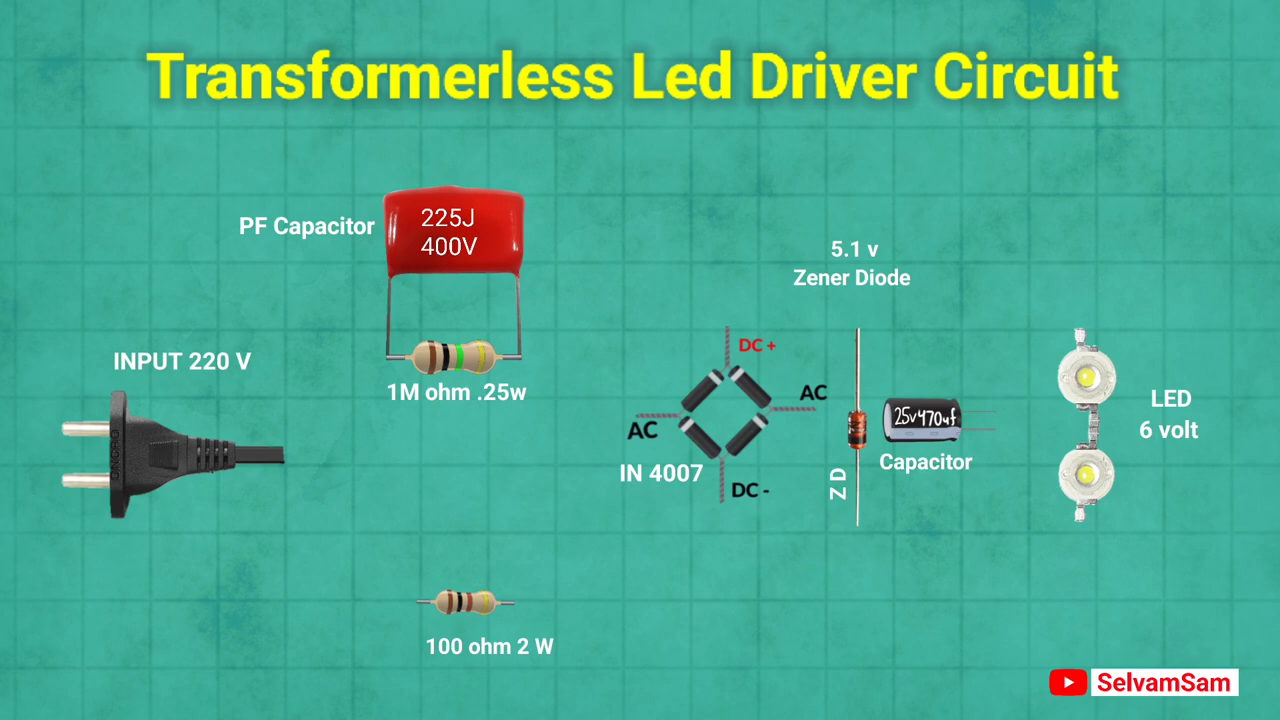 Transformerless Led Driver Circuit
PF Capacitor
225J
400V
5.1 v
Zener Diode
INPUT 220 V
1M ohm .25w
DC +
AC
AC
IN 4007
DC -
Z D
25v470uf
Capacitor
LED
6 volt
100 ohm 2 W
SelvamSam